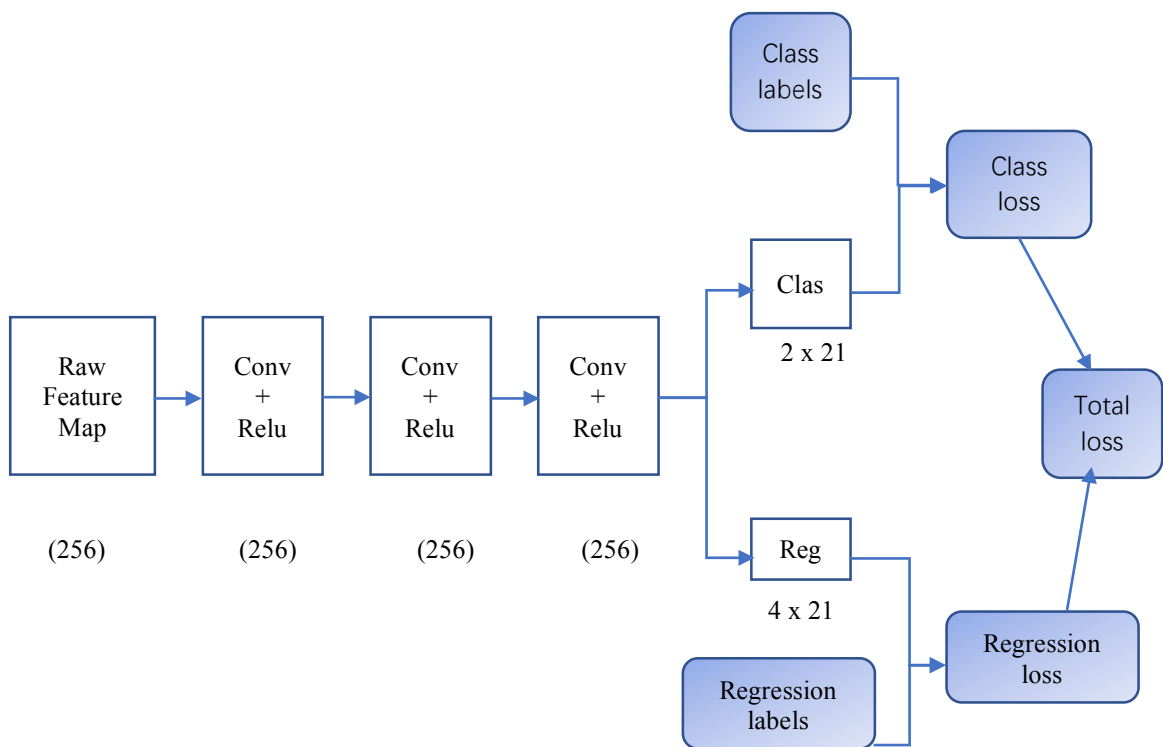 Class
labels
Class
loss
Clas
2 x 21
Raw
Feature
Map
Conv
+
Relu
Conv
+
Relu
Conv
+
Relu
Total
loss
(256)
(256)
(256)
(256)
Reg
4 x 21
Regression
labels
Regression
loss